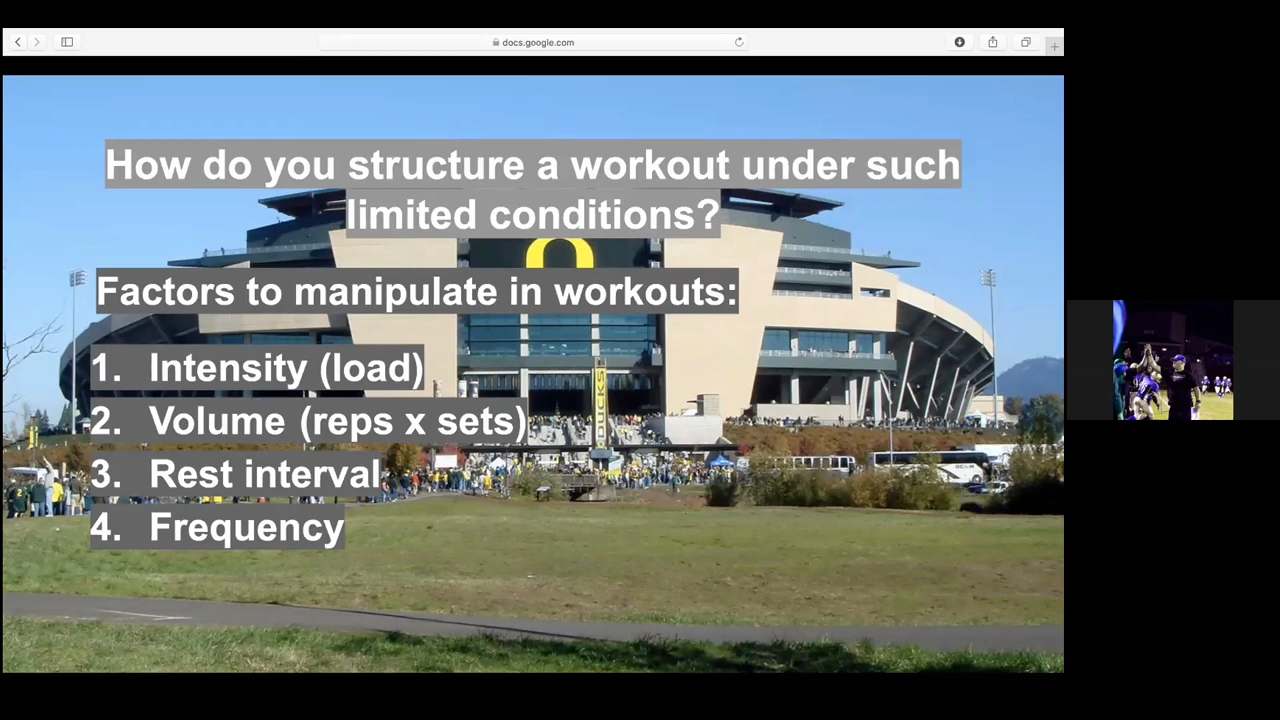 docs.google.com
How do you structure a workout under such
limited conditions?
O
Factors to manipulate in workouts:
1. Intensity (load)
2. Volume (reps x sets)
DUCKS
3. Rest interval
4. Frequency